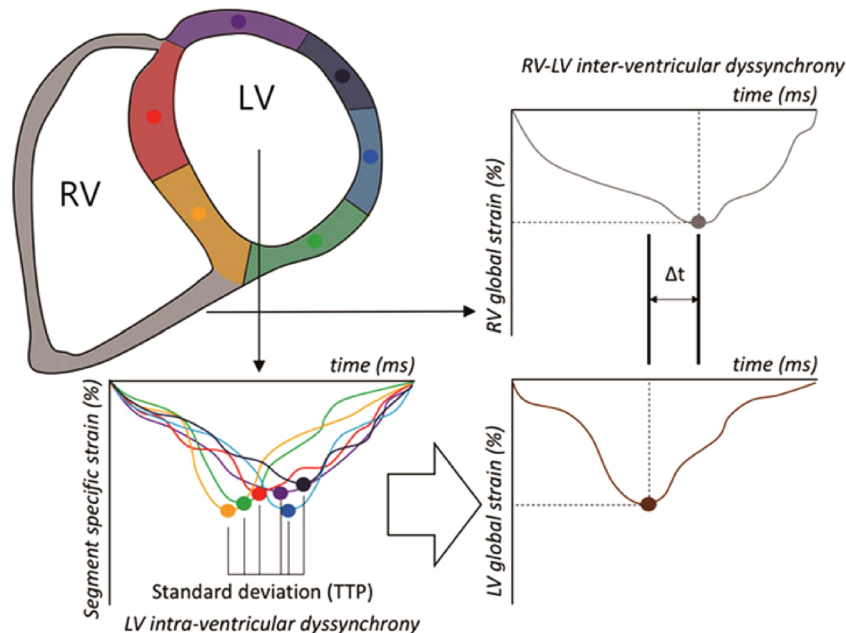 LV
RV
RV-LV inter-ventricular dyssynchrony
time (ms)
RV global strain (%)
Δt
time (ms)
Segment specific strain (%)
Standard deviation (TTP)
LV intra-ventricular dyssynchrony
time (ms)
LV global strain (%)